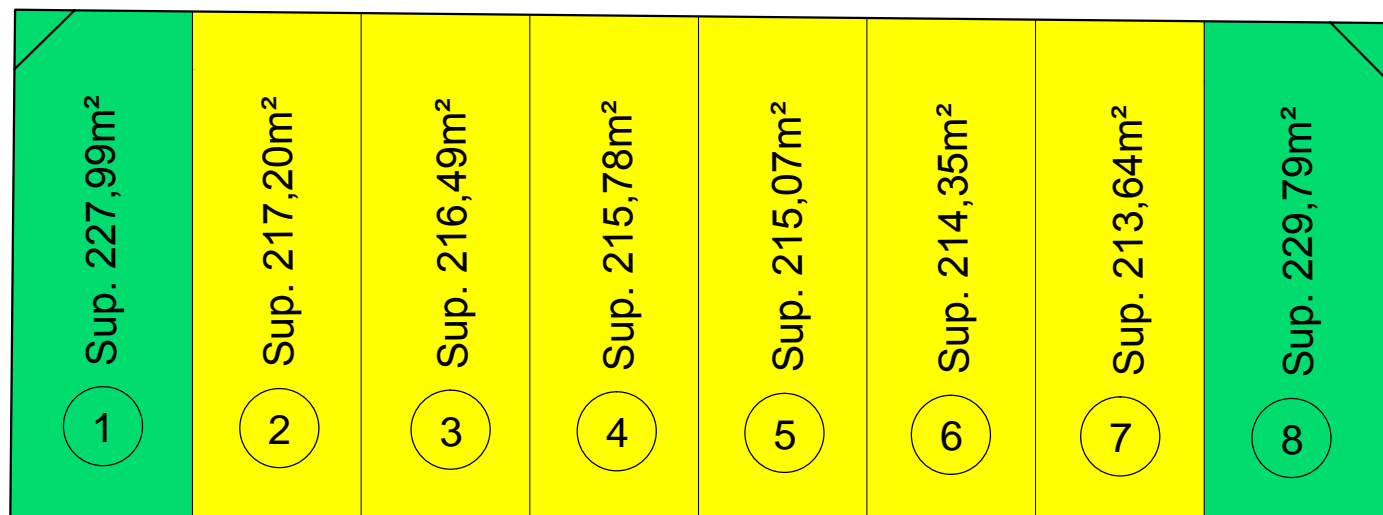 Sup. 227,99m²
1
Sup. 217,20m²
2
Sup. 216,49m²
3
Sup. 215,78m²
4
Sup. 215,07m²
5
Sup. 214,35m²
6
Sup. 213,64m²
7
Sup. 229,79m²
8